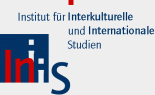 Institut für Interkulturelle
und Internationale
Studien
InIIS